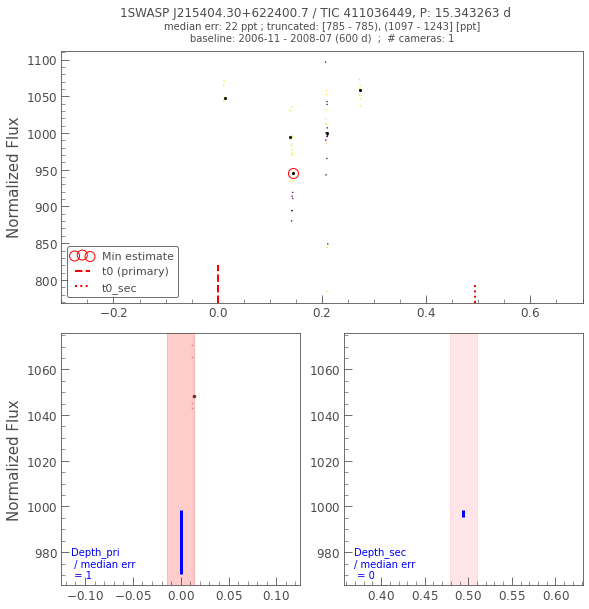 1SWASP J215404.30+622400.7 / TIC 411036449, P: 15.343263 d
median err: 22 ppt ; truncated: [785 - 785), (1097 - 1243] [ppt]
baseline: 2006-11 - 2008-07 (600 d)  ;  # cameras: 1
Normalized Flux
1100
1050
1000
950
900
850
800
Min estimate
t0 (primary)
t0_sec
−0.2 0.0 0.2 0.4 0.6
Normalized Flux
1060
1040
1020
1000
980
Depth_pri
/ median err
= 1
−0.10 −0.05 0.00 0.05 0.10
1060
1040
1020
1000
980
Depth_sec
/ median err
= 0
0.40 0.45 0.50 0.55 0.60